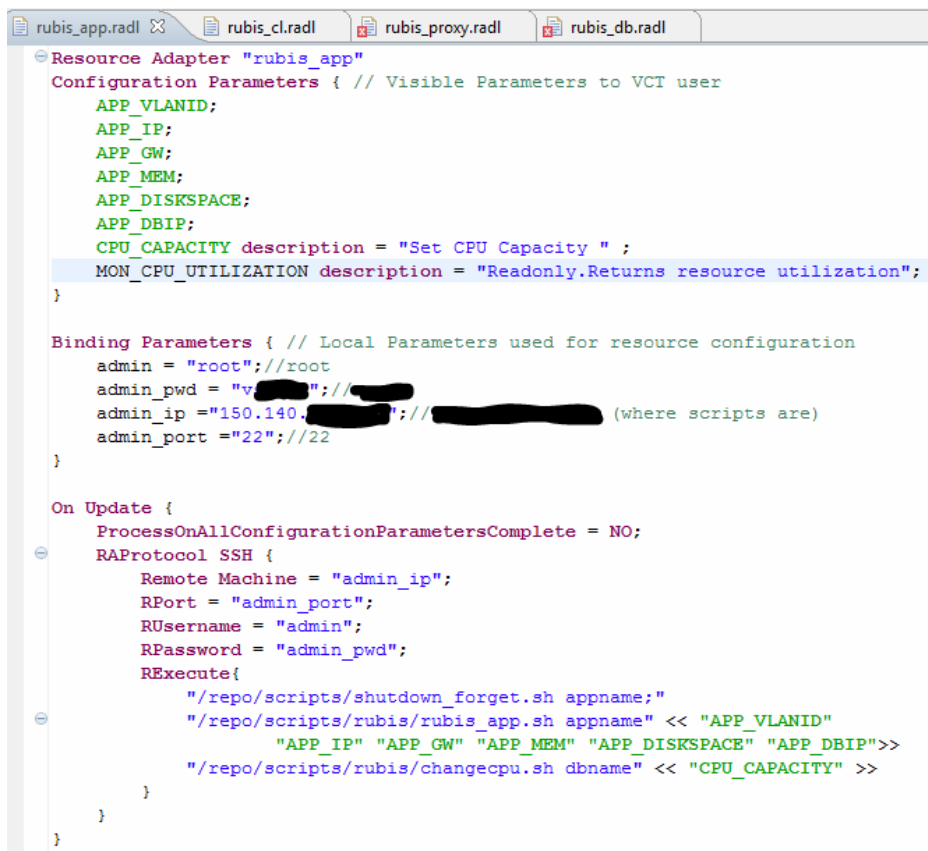 rubis_app.radl rubis_cl.radl rubis_proxy.radl rubis_db.radl
Resource Adapter "rubis_app"
Configuration Parameters { // Visible Parameters to VCT user
APP_VLANID;
APP_IP;
APP_GW;
APP_MEM;
APP_DISKSPACE;
APP_DBIP;
CPU_CAPACITY description = "Set CPU Capacity " ;
MON_CPU_UTILIZATION description = "Readonly.Returns resource utilization";
}
Binding Parameters { // Local Parameters used for resource configuration
admin = "root";//root
admin_pwd = "v";//
admin_ip ="150.140.";// (where scripts are)
admin_port ="22";//22
}
On Update {
ProcessOnAllConfigurationParametersComplete = NO;
RAProtocol SSH {
Remote Machine = "admin_ip";
RPort = "admin_port";
RUsername = "admin";
RPassword = "admin_pwd";
RExecute{
"/repo/scripts/shutdown_forget.sh appname;"
"/repo/scripts/rubis/rubis_app.sh appname" << "APP_VLANID"
"APP_IP" "APP_GW" "APP_MEM" "APP_DISKSPACE" "APP_DBIP">>
"/repo/scripts/rubis/changecpu.sh dbname" << "CPU_CAPACITY" >>
}
}
}